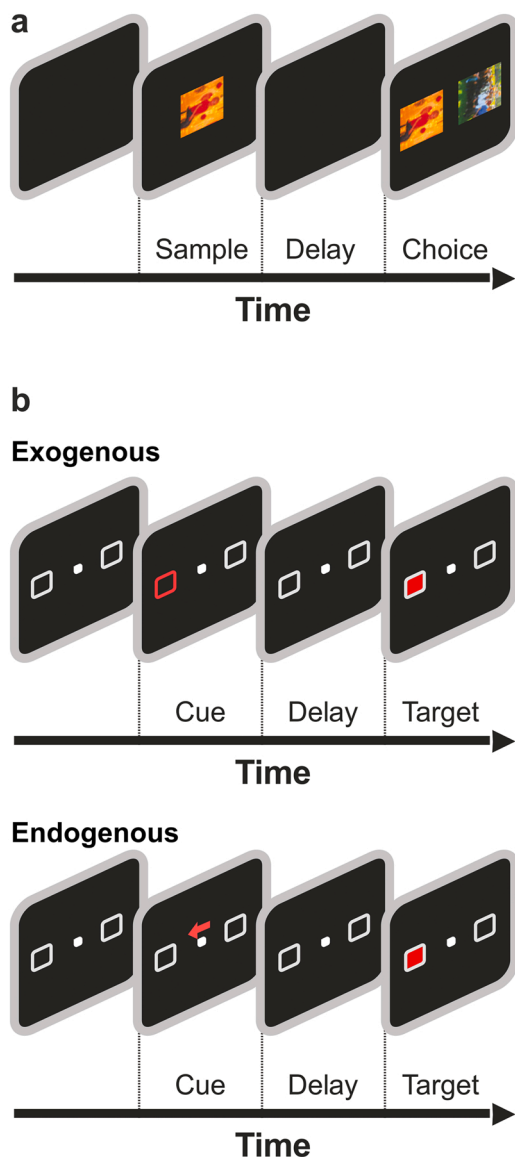 a
Sample Delay Choice
Time
b
Exogenous
Cue Delay Target
Time
Endogenous
Cue Delay Target
Time